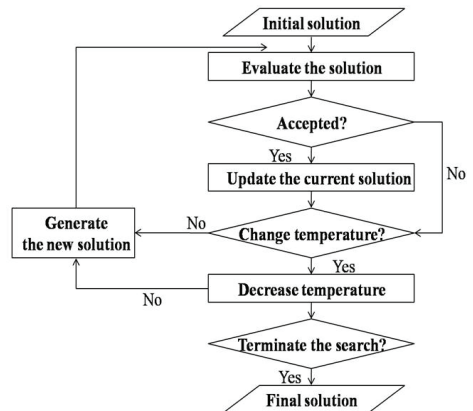 Initial solution
Evaluate the solution
Accepted?
Yes
No
Update the current solution
Generate
the new solution
No
Change temperature?
Yes
No
Decrease temperature
Terminate the search?
Yes
Final solution